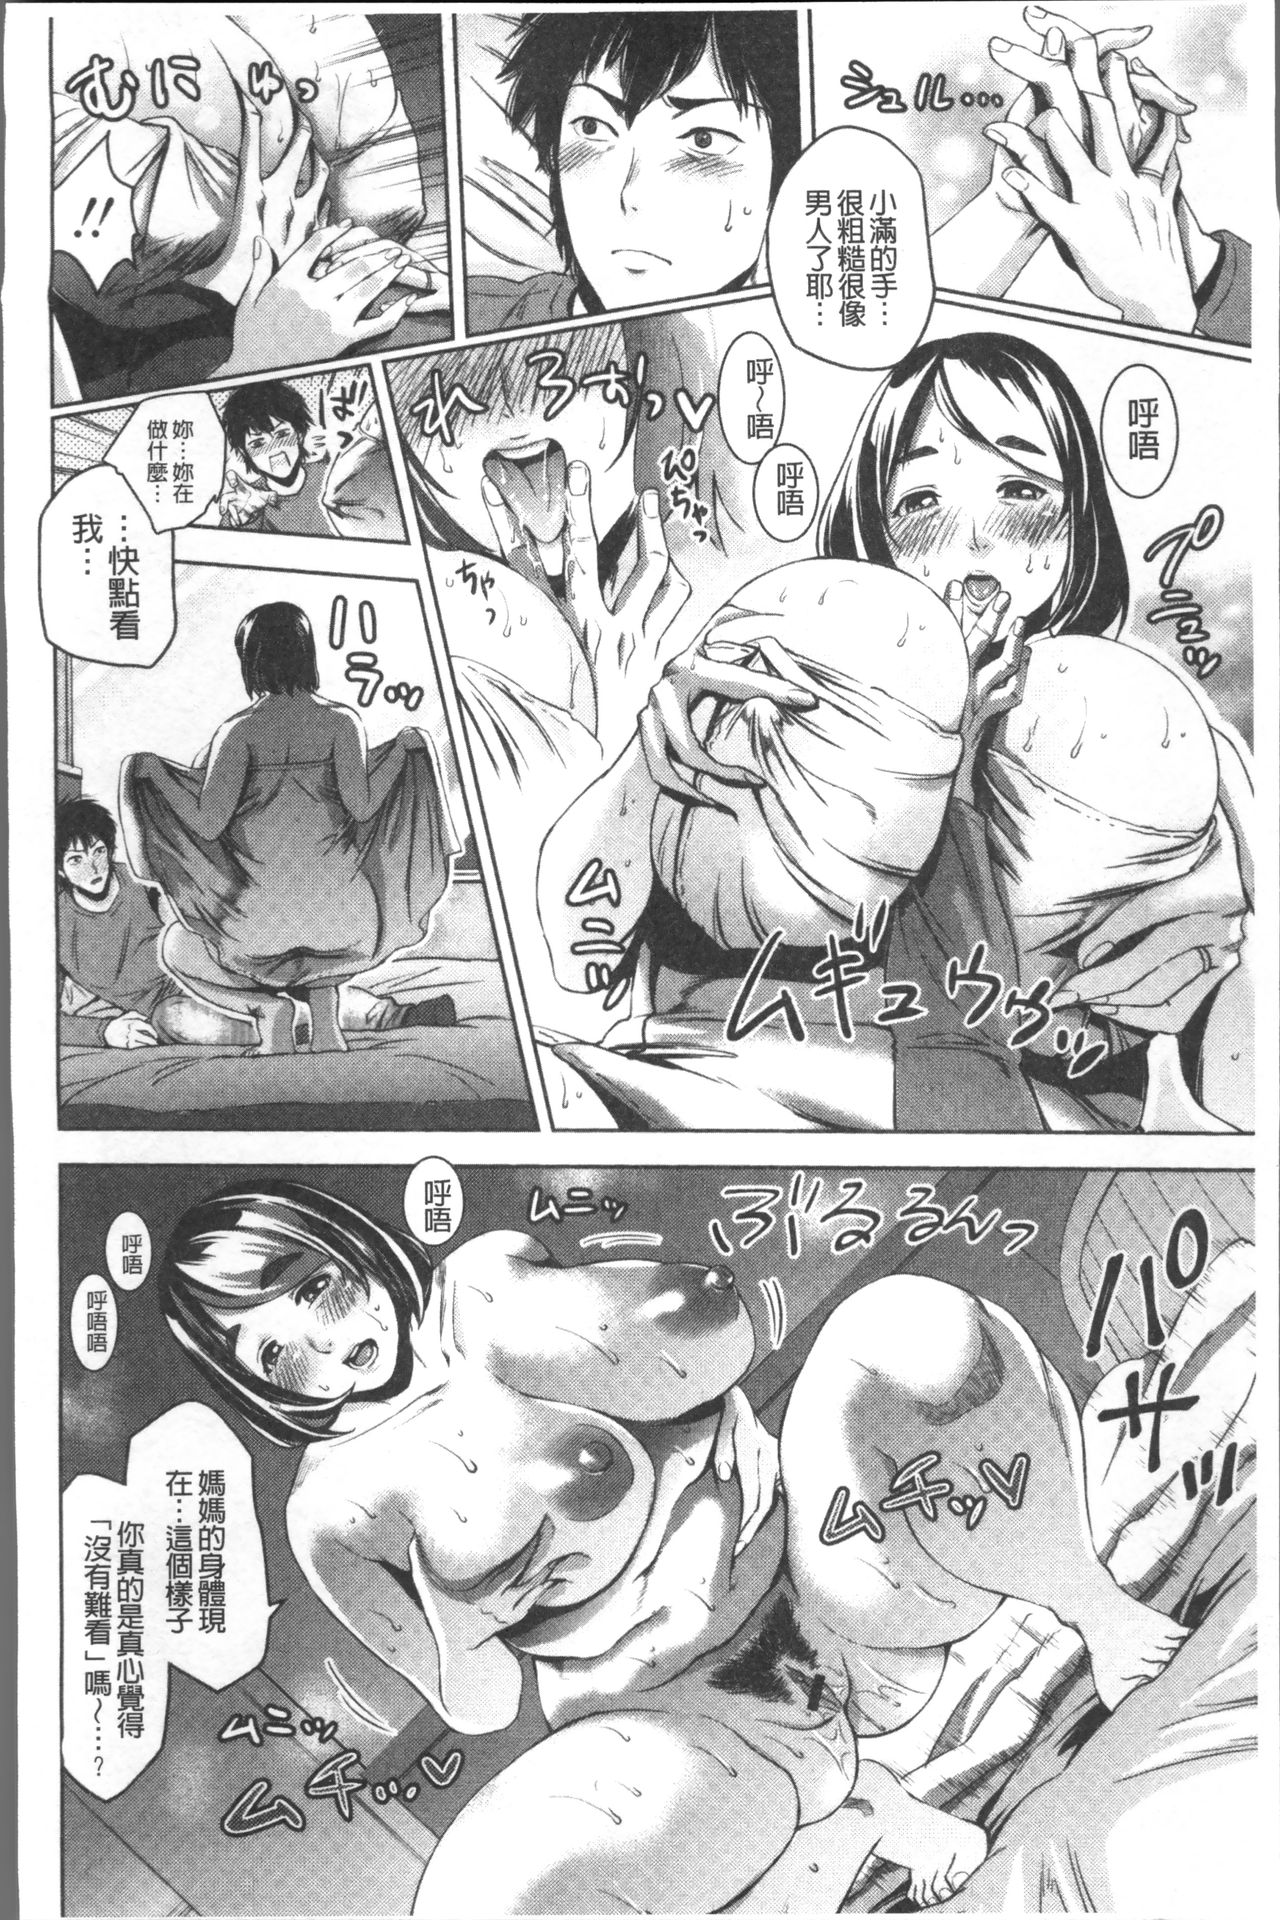 シュル…
小滿的手…
很粗糙很像
男人了耶…
むにゅっ
!!
呼唔
呼～唔
呼唔
プニュッ
れろぉっ♥
ぴちゃっ
ちゃっ
ムニッ
ムギュゥゥッ
ばっ
妳…妳在
做什麼…
…快點看
我…
ハラッ
パサ
ぶるるんっ
ムニッ
呼唔
呼唔
呼唔唔
ムチッ♥
媽媽的身體現
在…這個樣子
你真的是真心覺得
「沒有難看」嗎～…?
ムニッ
ムチッ♥